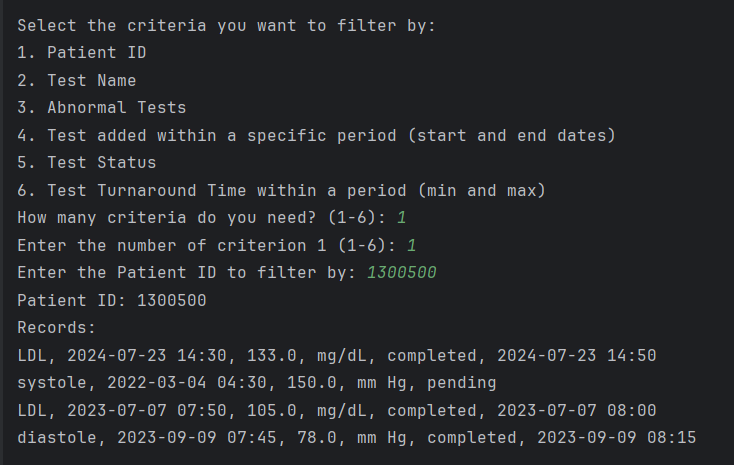 Select the criteria you want to filter by:
1. Patient ID
2. Test Name
3. Abnormal Tests
4. Test added within a specific period (start and end dates)
5. Test Status
6. Test Turnaround Time within a period (min and max)
How many criteria do you need? (1-6): 1
Enter the number of criterion 1 (1-6): 1
Enter the Patient ID to filter by: 1300500
Patient ID: 1300500
Records:
LDL, 2024-07-23 14:30, 133.0, mg/dL, completed, 2024-07-23 14:50
systole, 2022-03-04 04:30, 150.0, mm Hg, pending
LDL, 2023-07-07 07:50, 105.0, mg/dL, completed, 2023-07-07 08:00
diastole, 2023-09-09 07:45, 78.0, mm Hg, completed, 2023-09-09 08:15